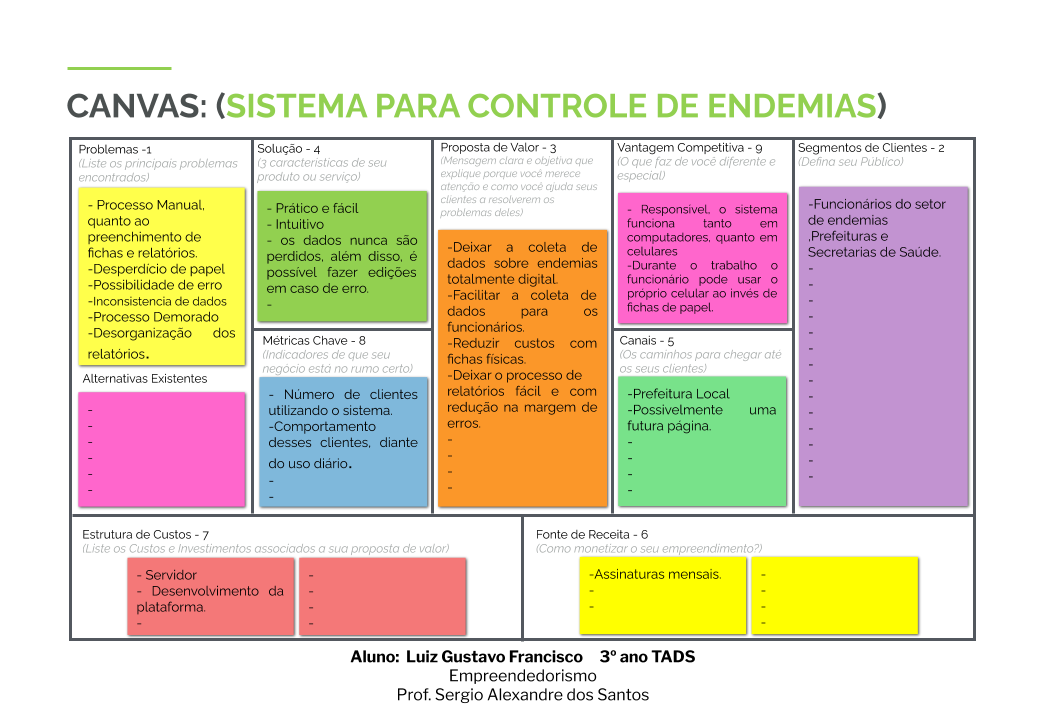 CANVAS: (SISTEMA PARA CONTROLE DE ENDEMIAS)
Problemas -1
(Liste os principais problemas
encontrados)
- Processo Manual,
quanto ao
preenchimento de
fichas e relatórios.
-Desperdício de papel
-Possibilidade de erro
-Inconsistencia de dados
-Processo Demorado
-Desorganização dos
relatórios.
Alternativas Existentes
-
-
-
-
-
-
Solução - 4
(3 características de seu
produto ou serviço)
- Prático e fácil
- Intuitivo
- os dados nunca são
perdidos, além disso, é
possível fazer edições
em caso de erro.
-
Métricas Chave - 8
(Indicadores de que seu
negócio está no rumo certo)
- Número de clientes
utilizando o sistema.
-Comportamento
desses clientes, diante
do uso diário.
-
-
Proposta de Valor - 3
(Mensagem clara e objetiva que
explique porque você merece
atenção e como você ajuda seus
clientes a resolverem os
problemas deles)
-Deixar a coleta de
dados sobre endemias
totalmente digital.
-Facilitar a coleta de
dados para os
funcionários.
-Reduzir custos com
fichas físicas.
-Deixar o processo de
relatórios fácil e com
redução na margem de
erros.
-
-
-
-
Vantagem Competitiva - 9
(O que faz de você diferente e
especial)
- Responsivel, o sistema
funciona tanto em
computadores, quanto em
celulares
-Durante o trabalho o
funcionário pode usar o
próprio celular ao invés de
fichas de papel.
Canais - 5
(Os caminhos para chegar até
os seus clientes)
-Prefeitura Local
-Possivelmente uma
futura página.
-
-
-
-
Segmentos de Clientes - 2
(Defina seu Público)
-Funcionários do setor
de endemias
,Prefeituras e
Secretarias de Saúde.
-
-
-
-
-
-
-
-
-
-
-
-
-
-
Estrutura de Custos - 7
(Liste os Custos e Investimentos associados a sua proposta de valor)
- Servidor
- Desenvolvimento da
plataforma.
-
-
-
-
-
Fonte de Receita - 6
(Como monetizar o seu empreendimento?)
-Assinaturas mensais.
-
-
-
-
-
-
Aluno: Luiz Gustavo Francisco 3º ano TADS
Empreendedorismo
Prof. Sergio Alexandre dos Santos